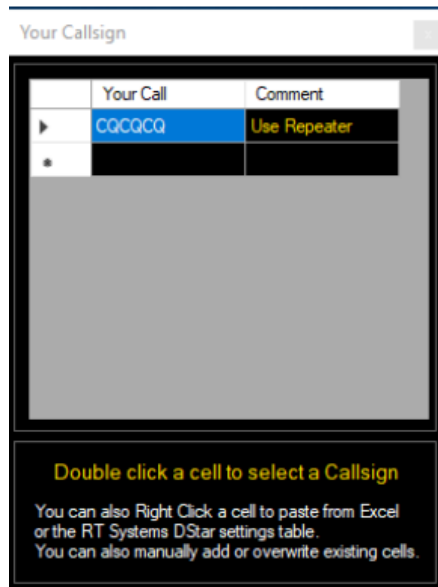 Your Callsign
Your Call Comment
CQCQCQ Use Repeater
Double click a cell to select a Callsign
You can also Right Click a cell to paste from Excel
or the RT Systems DStar settings table.
You can also manually add or overwrite existing cells.